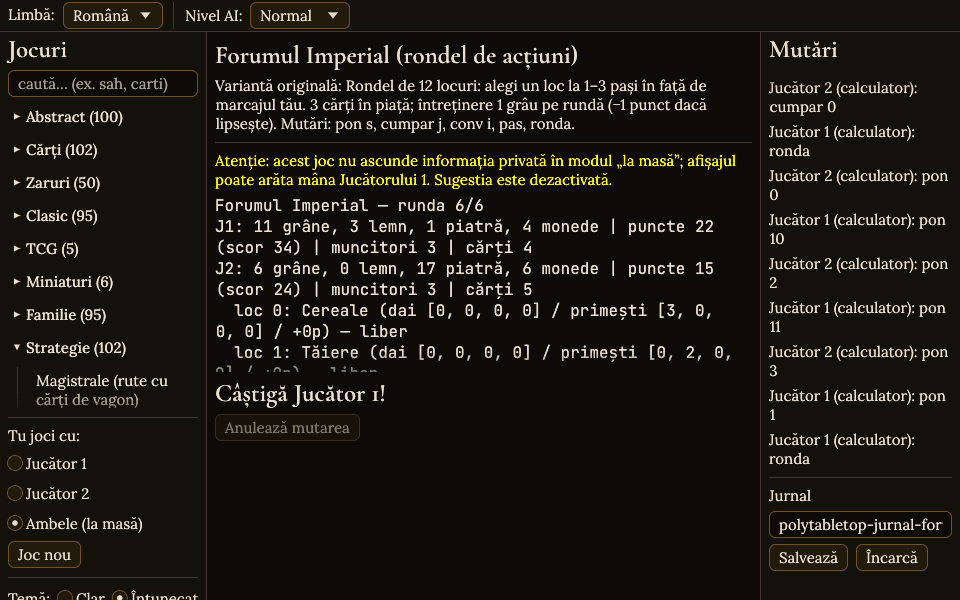 Limbă: Română ▼ Nivel AI: Normal ▼
Jocuri
caută... (ex. sah, carti)
▸ Abstract (100)
▸ Cărți (102)
▸ Zaruri (50)
▸ Clasic (95)
▸ TCG (5)
▸ Miniaturi (6)
▸ Familie (95)
▾ Strategie (102)
Magistrale (rute cu
cărți de vagon)
Tu joci cu:
Jucător 1
Jucător 2
Ambele (la masă)
Joc nou
Temă: Clar Întunecat
Forumul Imperial (rondel de acțiuni)
Variantă originală: Rondel de 12 locuri: alegi un loc la 1–3 pași în față de
marcajul tău. 3 cărți în piață; întreținere 1 grâu pe rundă (−1 punct dacă
lipsește). Mutări: pon s, cumpar j, conv i, pas, ronda.
Atenție: acest joc nu ascunde informația privată în modul „la masă”; afișajul
poate arăta mâna Jucătorului 1. Sugestia este dezactivată.
Forumul Imperial — runda 6/6
J1: 11 grâne, 3 lemn, 1 piatră, 4 monede | puncte 22
(scor 34) | muncitori 3 | cărți 4
J2: 6 grâne, 0 lemn, 17 piatră, 6 monede | puncte 15
(scor 24) | muncitori 3 | cărți 5
loc 0: Cereale (dai [0, 0, 0, 0] / primești [3, 0,
0, 0] / +0p) — liber
loc 1: Tăiere (dai [0, 0, 0, 0] / primești [0, 2, 0,
0] / +0p) — liber
Câștigă Jucător 1!
Anulează mutarea
Mutări
Jucător 2 (calculator):
cumpar 0
Jucător 1 (calculator):
ronda
Jucător 2 (calculator): pon
0
Jucător 1 (calculator): pon
10
Jucător 2 (calculator): pon
2
Jucător 1 (calculator): pon
11
Jucător 2 (calculator): pon
3
Jucător 1 (calculator): pon
1
Jucător 1 (calculator):
ronda
Jurnal
polytabletop-jurnal-for
Salvează Încarcă